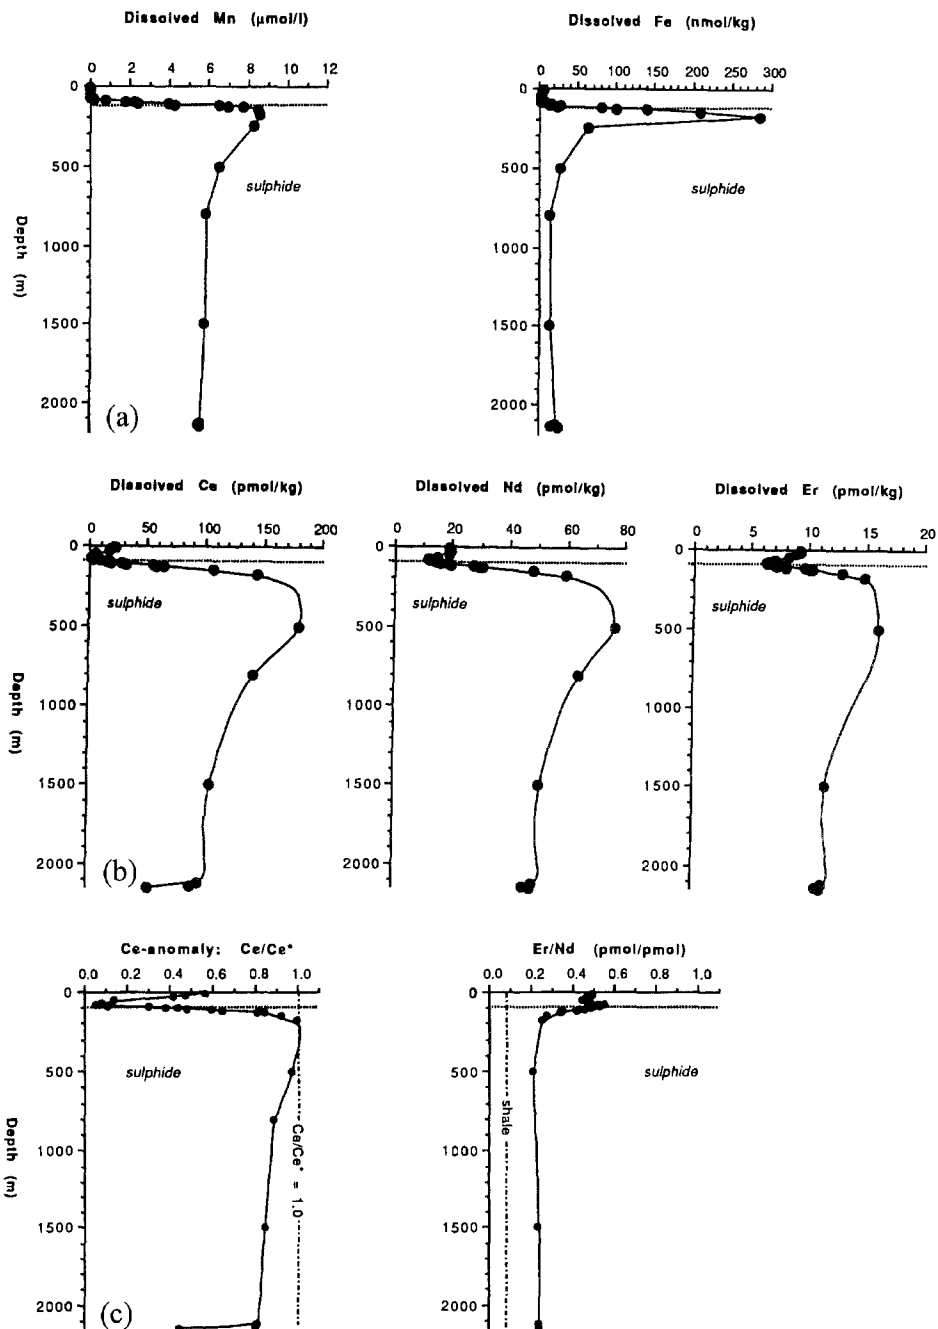 Dissolved Mn (µmol/l)
0 2 4 6 8 10 12
0
500
1000
1500
2000
Depth (m)
sulphide
(a)
Dissolved Fe (nmol/kg)
0 50 100 150 200 250 300
0
500
1000
1500
2000
sulphide
Dissolved Ce (pmol/kg)
0 50 100 150 200
0
500
1000
1500
2000
Depth (m)
sulphide
(b)
Dissolved Nd (pmol/kg)
0 20 40 60 80
0
500
1000
1500
2000
sulphide
Dissolved Er (pmol/kg)
0 5 10 15 20
0
500
1000
1500
2000
sulphide
Ce-anomaly: Ce/Ce*
0.0 0.2 0.4 0.6 0.8 1.0
0
500
1000
1500
2000
Depth (m)
sulphide
Ce/Ce* = 1.0
(c)
Er/Nd (pmol/pmol)
0.0 0.2 0.4 0.6 0.8 1.0
0
500
1000
1500
2000
shale
sulphide